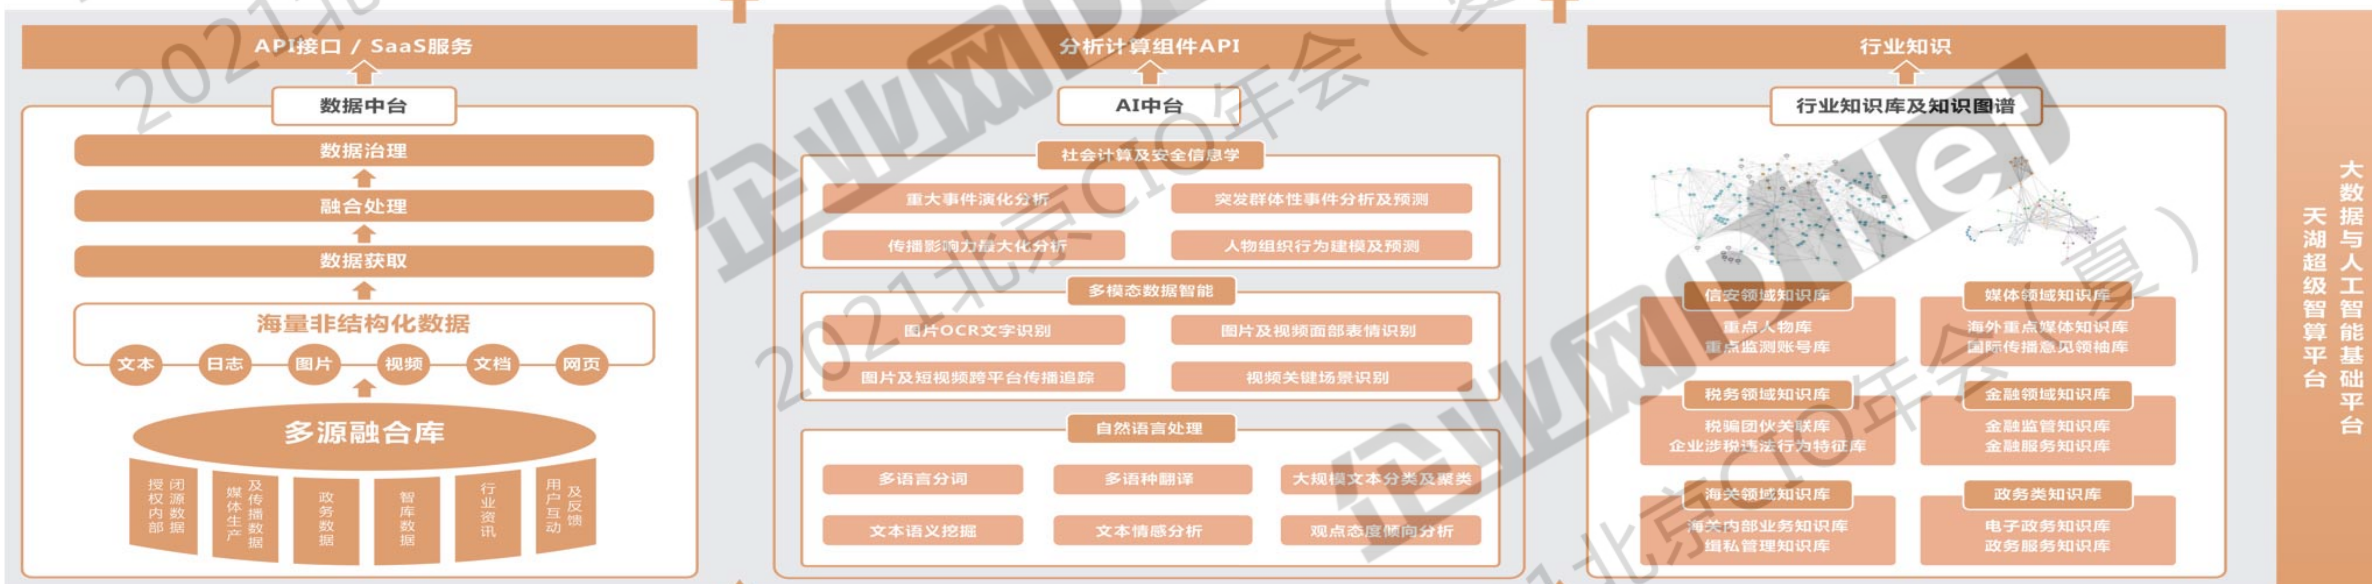 API接口 / SaaS服务
数据中台
数据治理
融合处理
数据获取
海量非结构化数据
文本 日志 图片 视频 文档 网页
多源融合库
授权内部
闭源数据
媒体生产
及传播数据
政务数据
智库数据
行业资讯
用户互动
及反馈
分析计算组件API
AI中台
社会计算及安全信息学
重大事件演化分析 突发群体性事件分析及预测
传播影响力最大化分析 人物组织行为建模及预测
多模态数据智能
图片OCR文字识别 图片及视频面部表情识别
图片及短视频跨平台传播追踪 视频关键场景识别
自然语言处理
多语言分词 多语种翻译 大规模文本分类及聚类
文本语义挖掘 文本情感分析 观点态度倾向分析
行业知识
行业知识库及知识图谱
信安领域知识库
重点人物库
重点监测账号库
媒体领域知识库
海外重点媒体知识库
国际传播意见领袖库
税务领域知识库
税骗团伙关联库
企业涉税违法行为特征库
金融领域知识库
金融监管知识库
金融服务知识库
海关领域知识库
海关内部业务知识库
缉私管理知识库
政务类知识库
电子政务知识库
政务服务知识库
天湖超级智算平台
大数据与人工智能基础平台
企业网D1Net
2021北京CIO年会（夏）